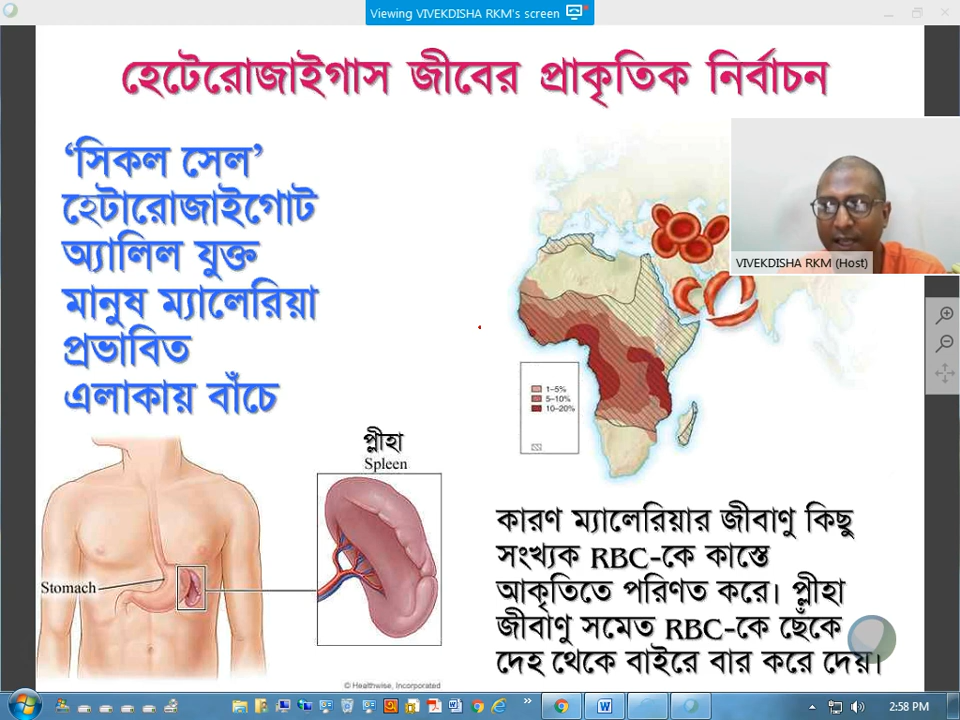 Viewing VIVEKDISHA RKM's screen
হেটেরোজাইগাস জীবের প্রাকৃতিক নির্বাচন
‘সিকল সেল’
হেটারোজাইগোট
অ্যালিল যুক্ত
মানুষ ম্যালেরিয়া
প্রভাবিত
এলাকায় বাঁচে
VIVEKDISHA RKM (Host)
1–5%
5–10%
10–20%
প্লীহা
Spleen
Stomach
© Healthwise, Incorporated
কারণ ম্যালেরিয়ার জীবাণু কিছু
সংখ্যক RBC-কে কাস্তে
আকৃতিতে পরিণত করে। প্লীহা
জীবাণু সমেত RBC-কে ছেঁকে
দেহ থেকে বাইরে বার করে দেয়।
2:58 PM